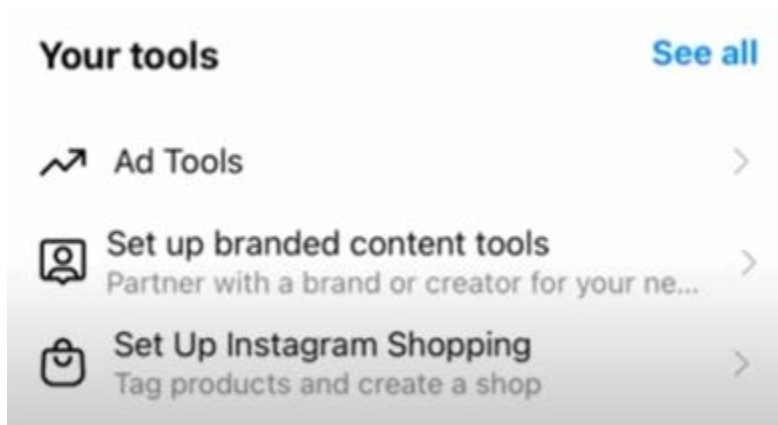 Your tools See all
Ad Tools
Set up branded content tools
Partner with a brand or creator for your ne...
Set Up Instagram Shopping
Tag products and create a shop